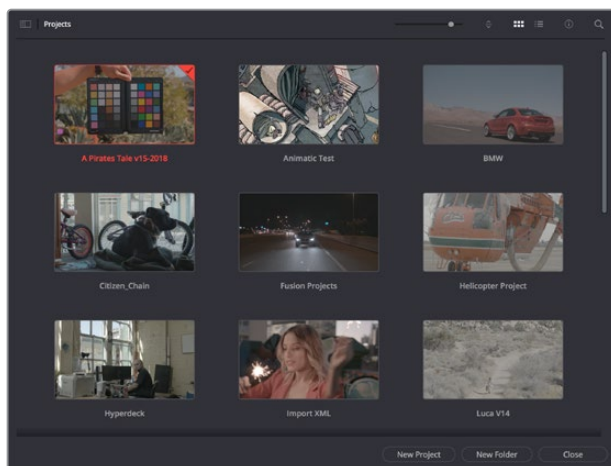 Projects
A Pirates Tale v15-2018
Animatic Test
BMW
Citizen_Chain
Fusion Projects
Helicopter Project
Hyperdeck
Import XML
Luca V14
New Project
New Folder
Close